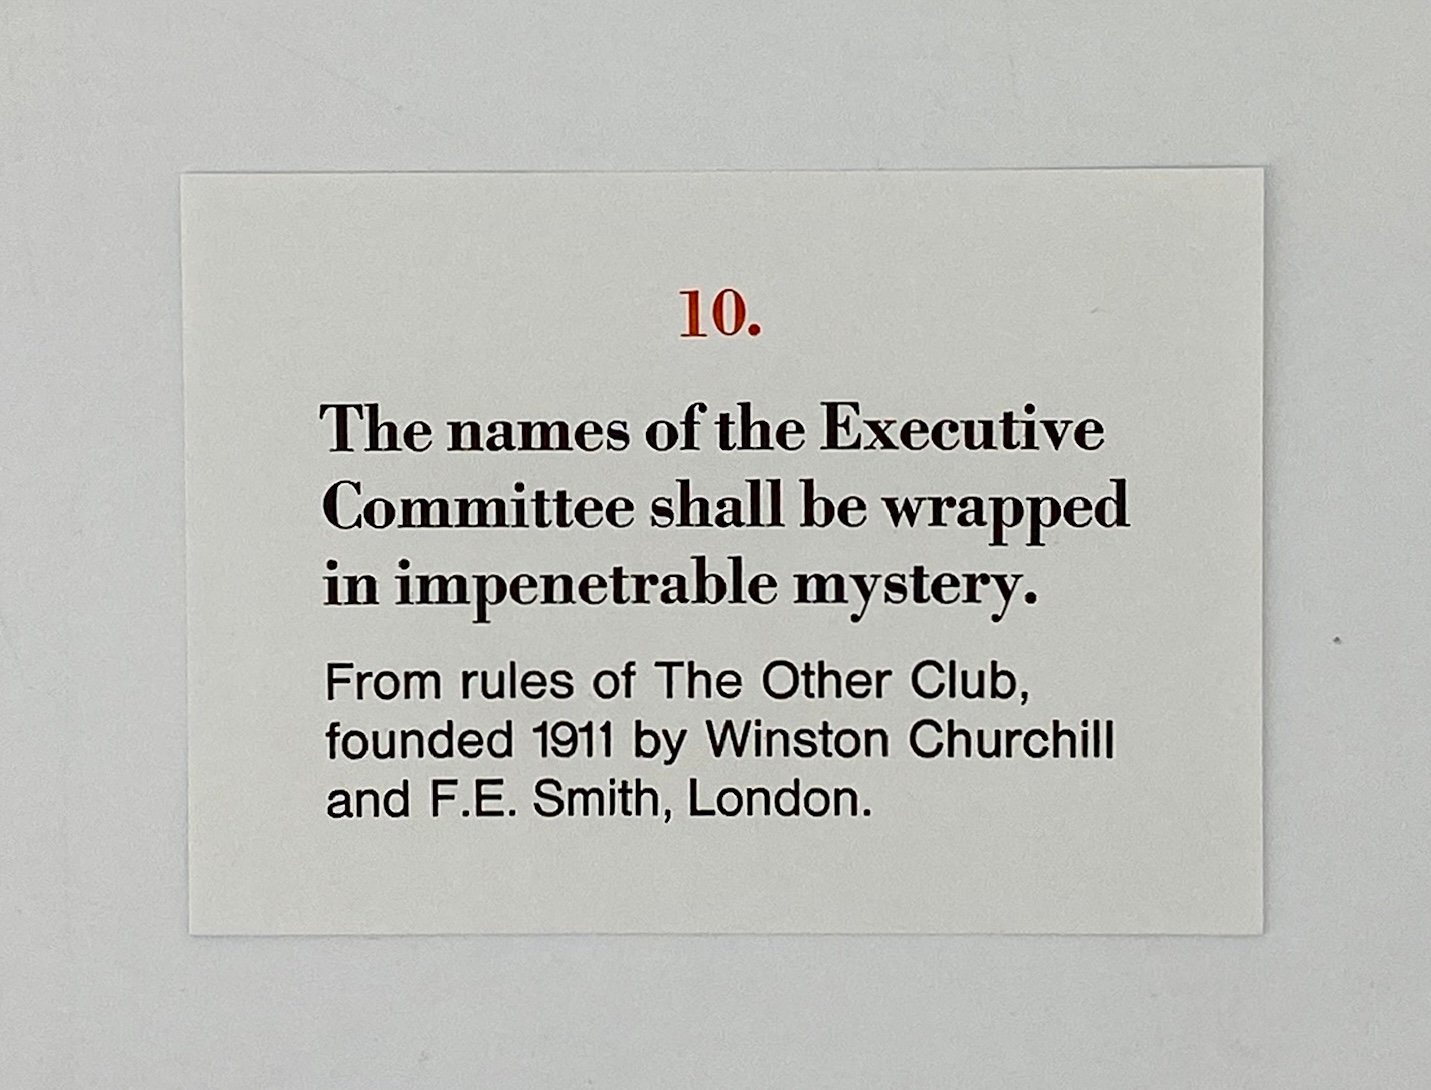 10.
The names of the Executive
Committee shall be wrapped
in impenetrable mystery.
From rules of The Other Club,
founded 1911 by Winston Churchill
and F.E. Smith, London.